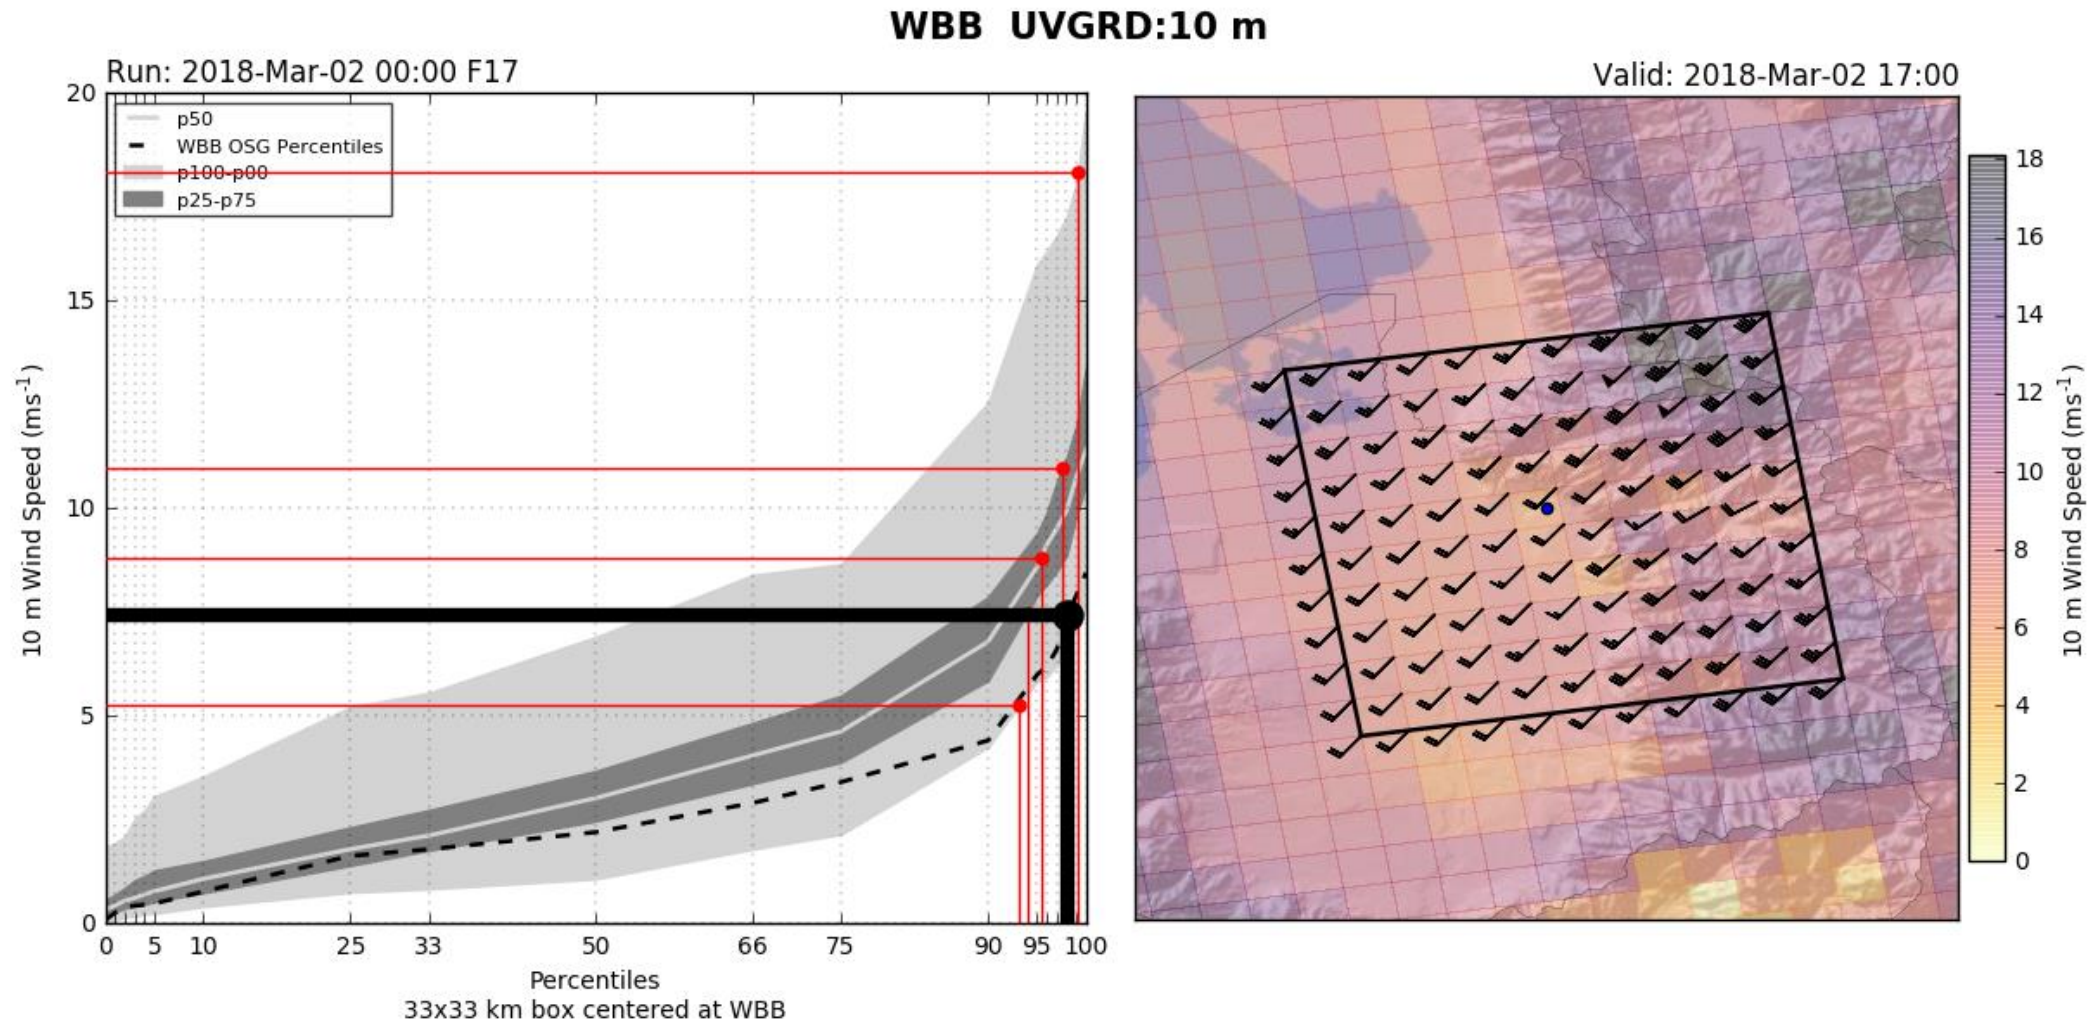 WBB UVGRD:10 m
Run: 2018-Mar-02 00:00 F17
Valid: 2018-Mar-02 17:00
20
15
10
5
0
10 m Wind Speed (ms⁻¹)
p50
WBB OSG Percentiles
p100-p00
p25-p75
0 5 10 25 33 50 66 75 90 95 100
Percentiles
33x33 km box centered at WBB
18
16
14
12
10
8
6
4
2
0
10 m Wind Speed (ms⁻¹)